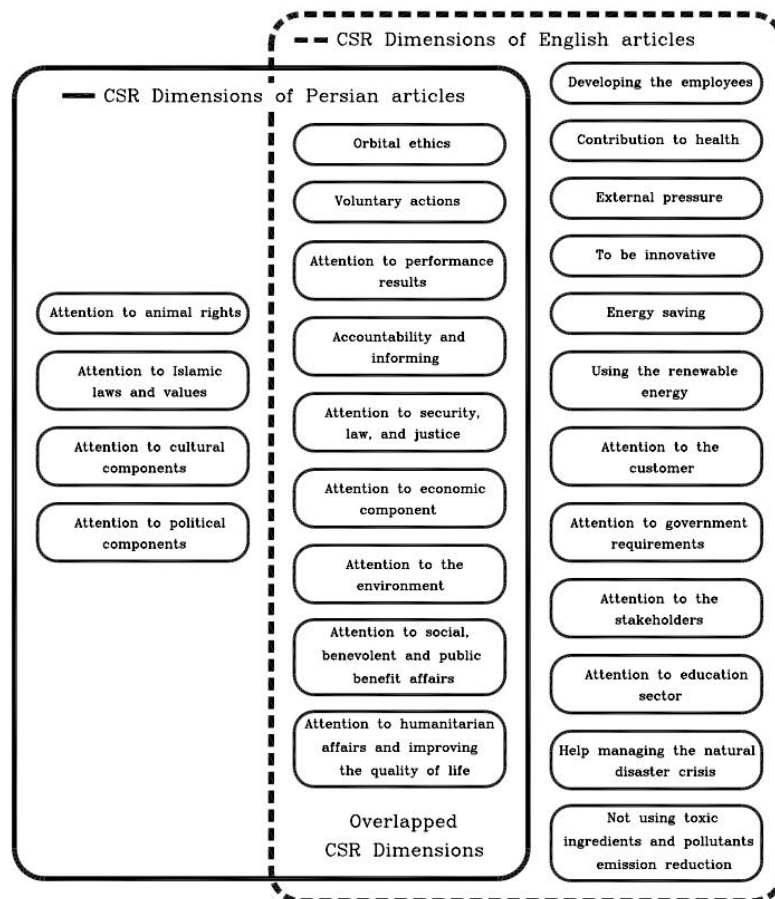 CSR Dimensions of English articles
CSR Dimensions of Persian articles
Attention to animal rights
Attention to Islamic
laws and values
Attention to cultural
components
Attention to political
components
Orbital ethics
Voluntary actions
Attention to performance
results
Accountability and
informing
Attention to security,
law, and justice
Attention to economic
component
Attention to the
environment
Attention to social,
benevolent and public
benefit affairs
Attention to humanitarian
affairs and improving
the quality of life
Overlapped
CSR Dimensions
Developing the employees
Contribution to health
External pressure
To be innovative
Energy saving
Using the renewable
energy
Attention to the
customer
Attention to government
requirements
Attention to the
stakeholders
Attention to education
sector
Help managing the natural
disaster crisis
Not using toxic
ingredients and pollutants
emission reduction